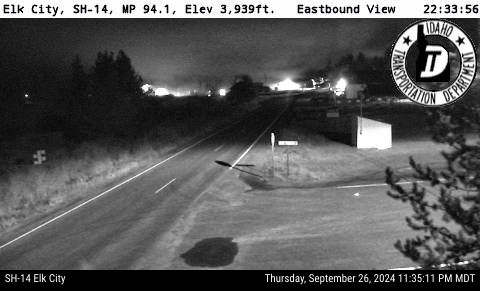 Elk City, SH-14, MP 94.1, Elev 3,939ft. Eastbound View 22:33:56
IDAHO
TRANSPORTATION DEPARTMENT
SH-14 Elk City Thursday, September 26, 2024 11:35:11 PM MDT